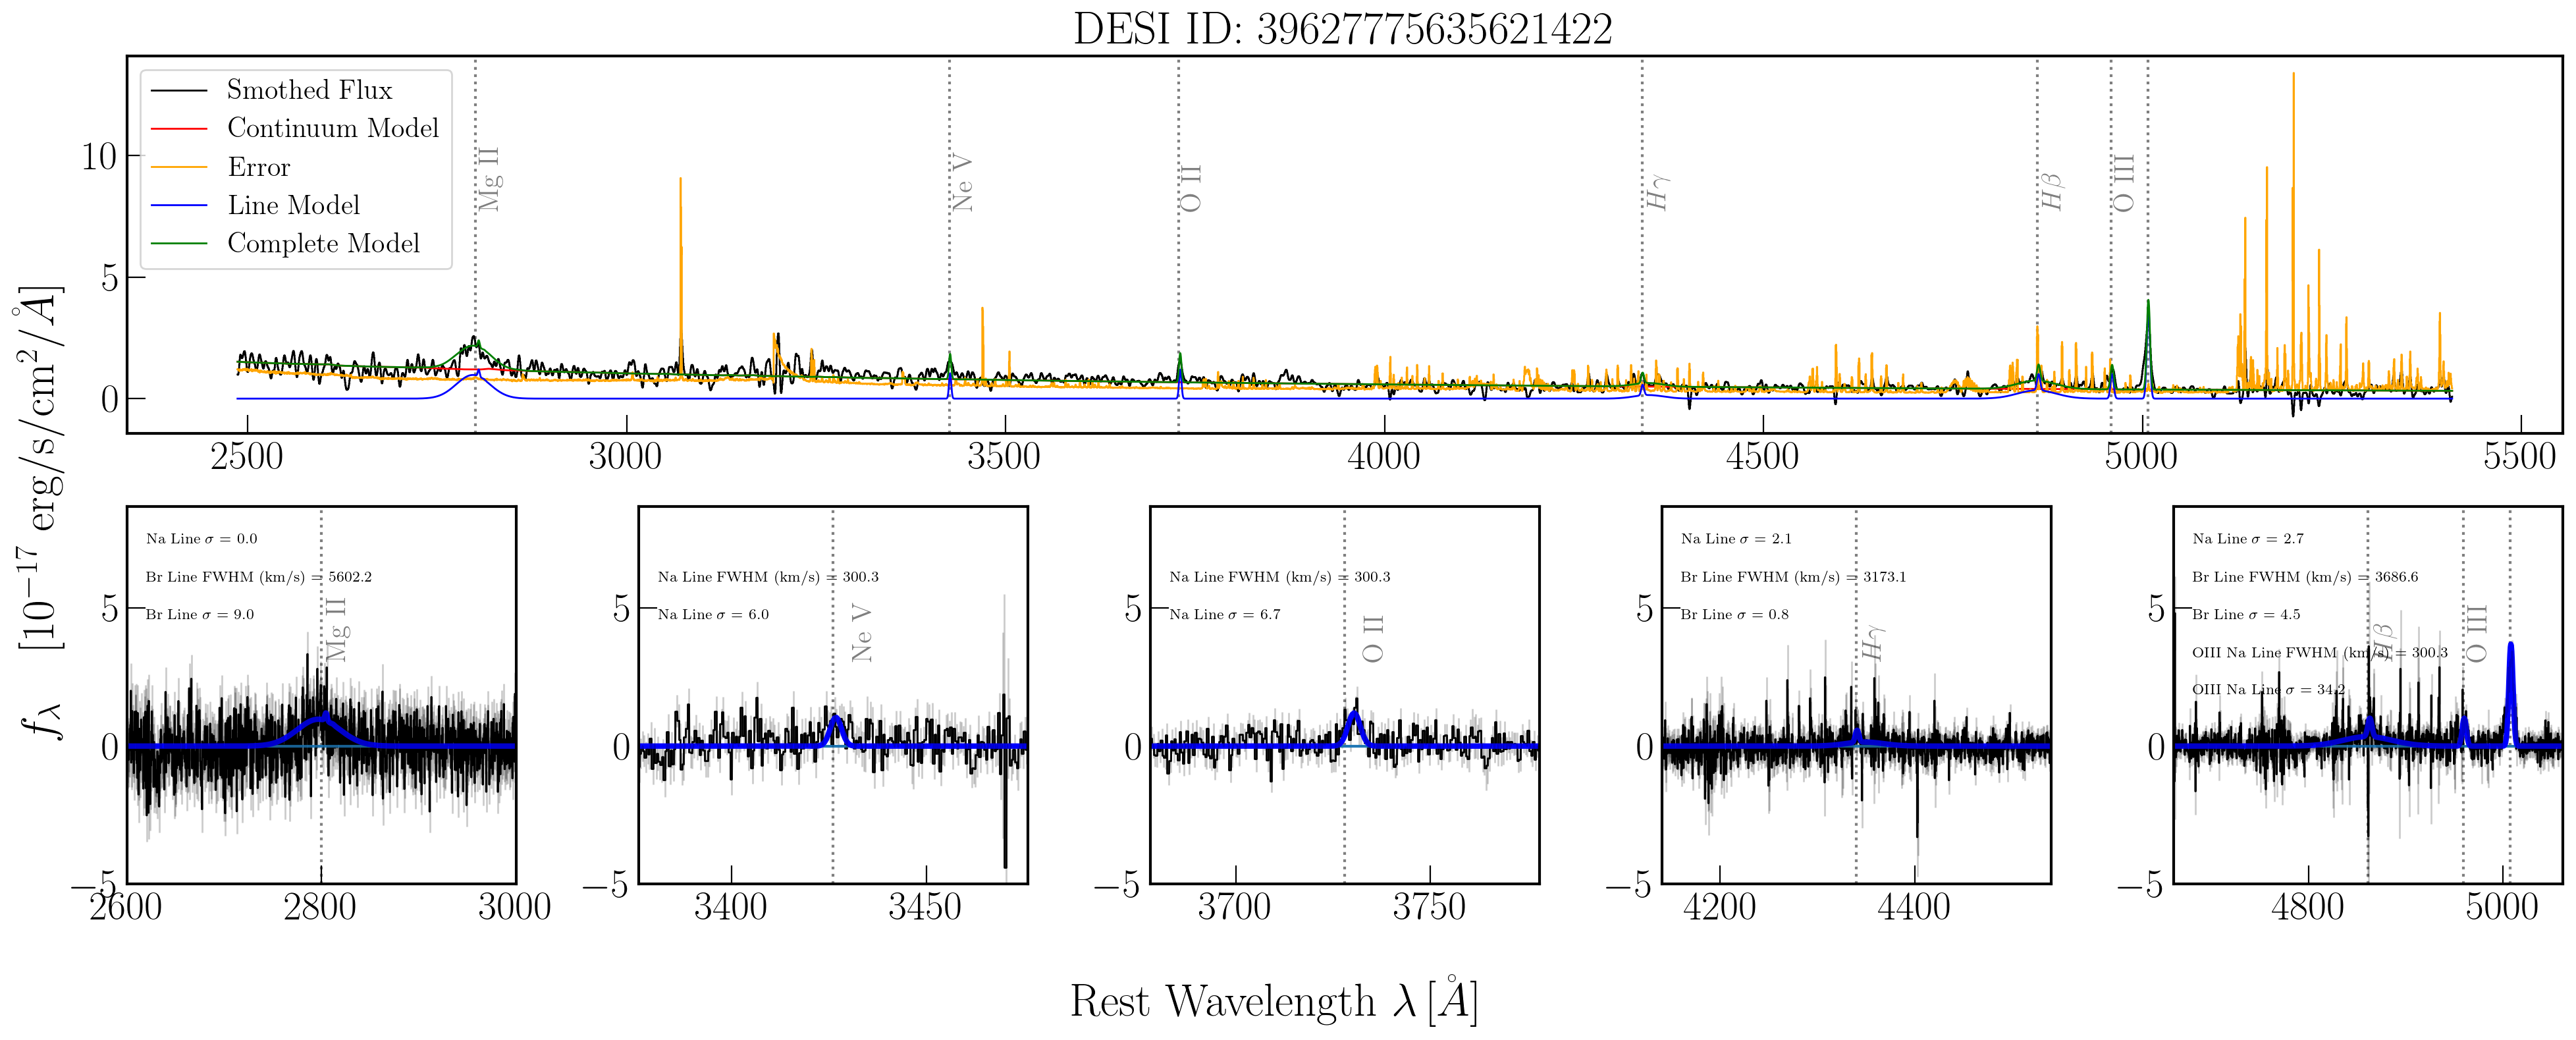 DESI ID: 39627775635621422
Smothed Flux
Continuum Model
Error
Line Model
Complete Model
Mg II
Ne V
O II
Hγ
Hβ
O III
10
5
0
2500 3000 3500 4000 4500 5000 5500
fλ [10⁻¹⁷ erg/s/cm²/Å]
Na Line σ = 0.0
Br Line FWHM (km/s) = 5602.2
Br Line σ = 9.0
Mg II
5
0
−5
2600 2800 3000
Na Line FWHM (km/s) = 300.3
Na Line σ = 6.0
Ne V
5
0
−5
3400 3450
Na Line FWHM (km/s) = 300.3
Na Line σ = 6.7
O II
5
0
−5
3700 3750
Na Line σ = 2.1
Br Line FWHM (km/s) = 3173.1
Br Line σ = 0.8
Hγ
5
0
−5
4200 4400
Na Line σ = 2.7
Br Line FWHM (km/s) = 3686.6
Br Line σ = 4.5
OIII Na Line FWHM (km/s) = 300.3
OIII Na Line σ = 34.2
Hβ
O III
5
0
−5
4800 5000
Rest Wavelength λ [Å]